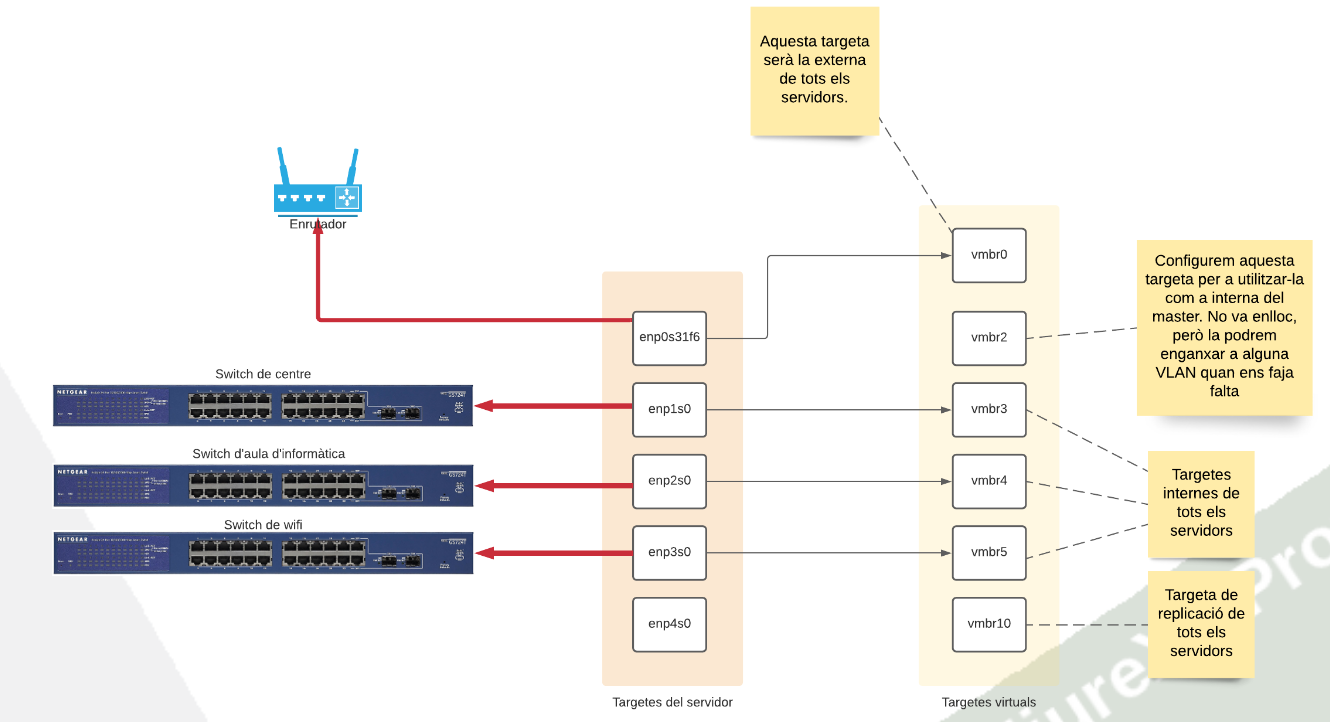 Aquesta targeta
serà la externa
de tots els
servidors.
Enrutador
vmbr0
Configurem aquesta
targeta per a utilitzar-la
com a interna del
master. No va enlloc,
però la podrem
enganxar a alguna
VLAN quan ens faja
falta
enp0s31f6
vmbr2
Switch de centre
NETGEAR
enp1s0
vmbr3
Switch d'aula d'informàtica
NETGEAR
enp2s0
vmbr4
Targetes
internes de
tots els
servidors
Switch de wifi
NETGEAR
enp3s0
vmbr5
enp4s0
vmbr10
Targeta de
replicació de
tots els
servidors
Targetes del servidor
Targetes virtuals